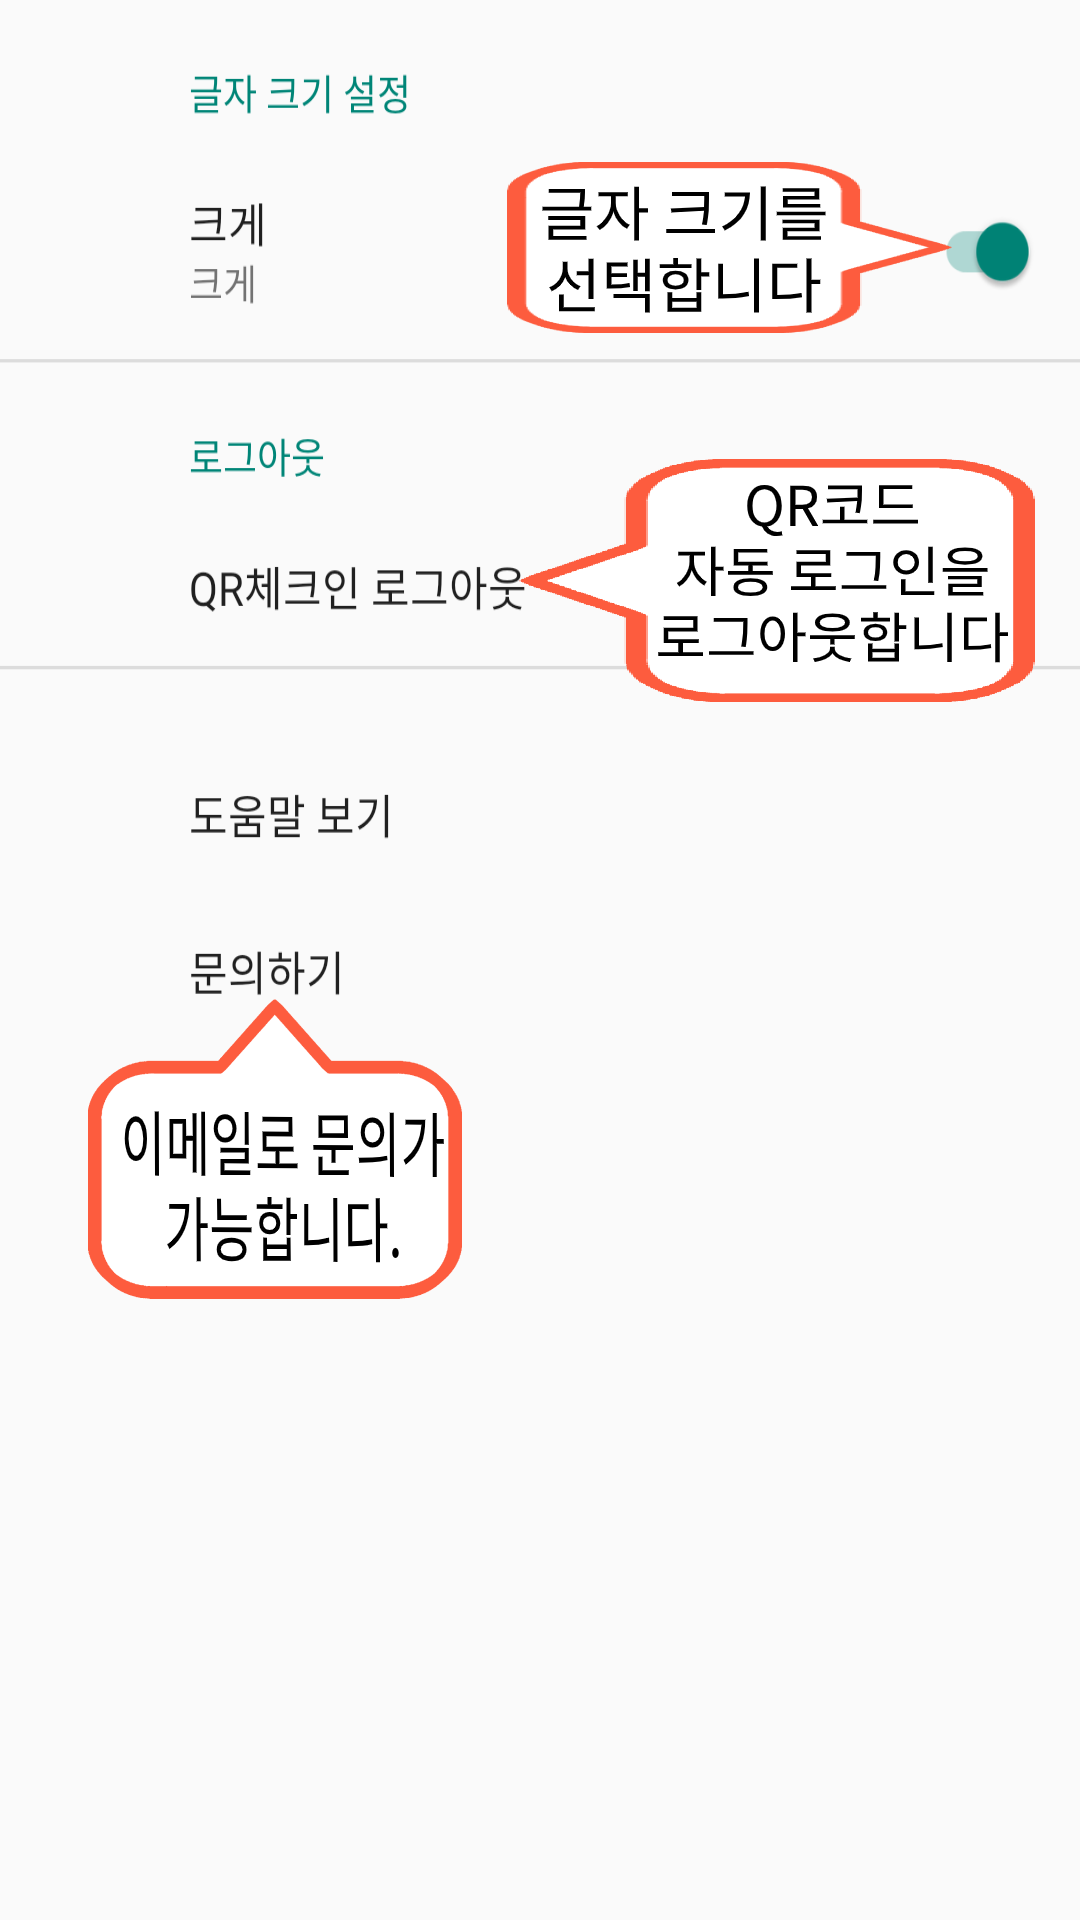 글자 크기 설정
크게
크게
글자 크기를
선택합니다
로그아웃
QR체크인 로그아웃
QR코드
자동 로그인을
로그아웃합니다
도움말 보기
문의하기
이메일로 문의가
가능합니다.